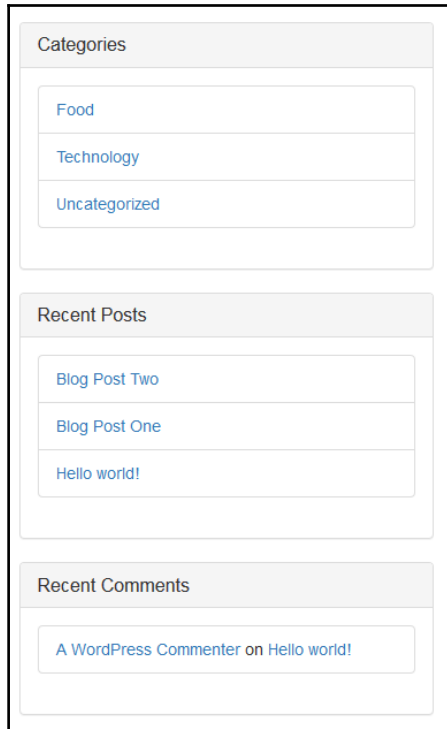 Categories
Food
Technology
Uncategorized
Recent Posts
Blog Post Two
Blog Post One
Hello world!
Recent Comments
A WordPress Commenter on Hello world!